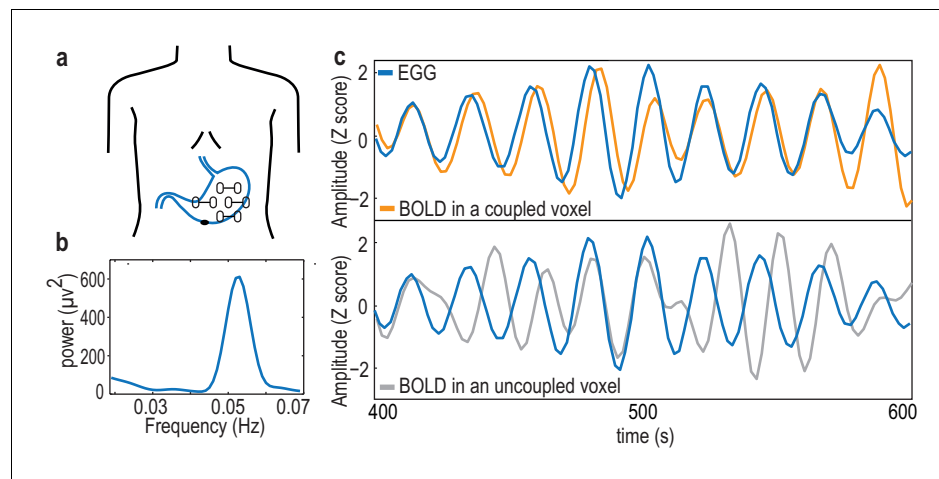 a
b
600
400
200
0
power (μv²)
0.03
0.05
0.07
Frequency (Hz)
c
EGG
2
0
−2
Amplitude (Z score)
BOLD in a coupled voxel
2
0
−2
Amplitude (Z score)
BOLD in an uncoupled voxel
400
500
600
time (s)